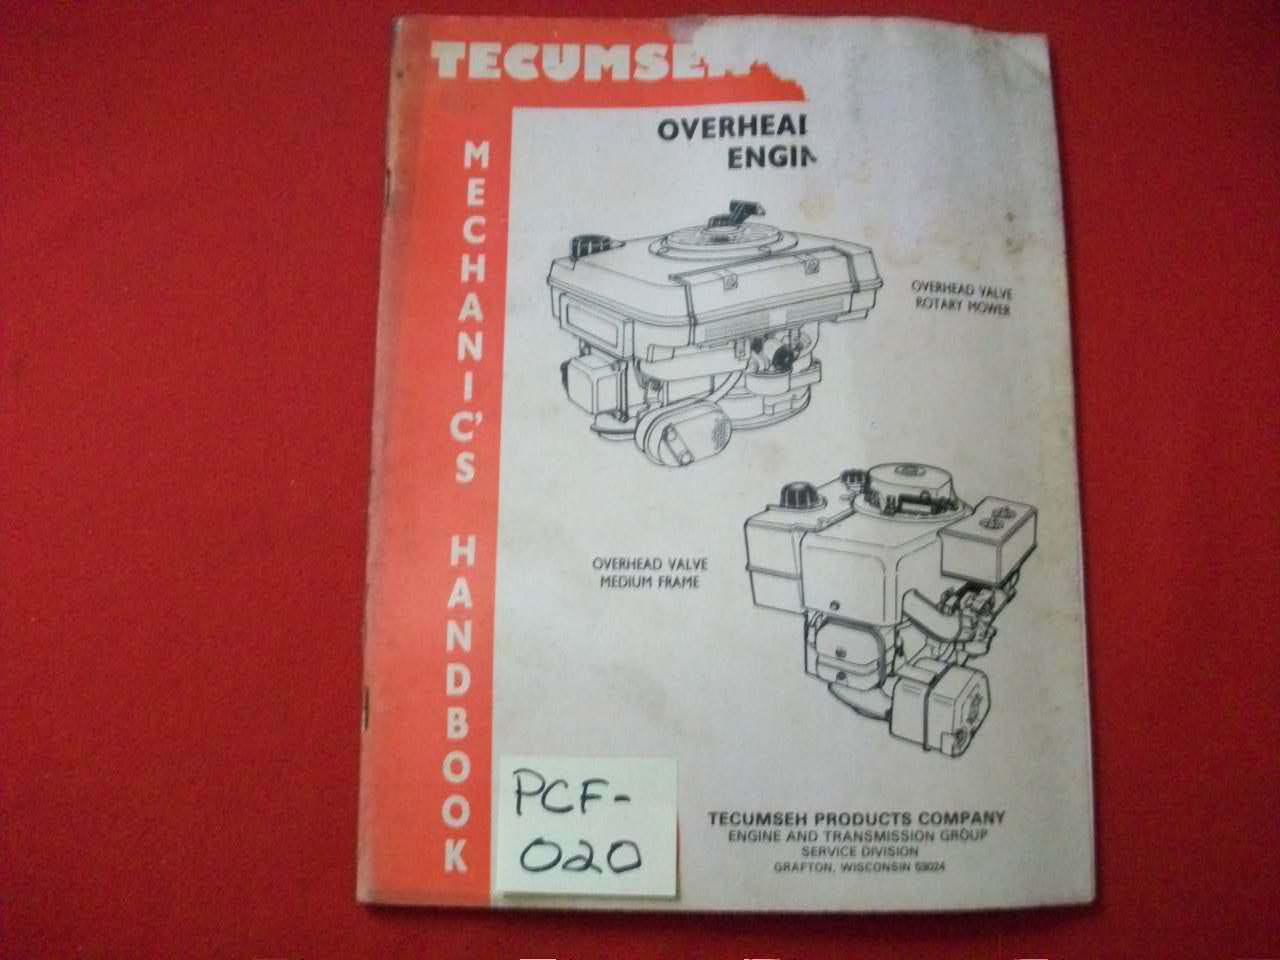 TECUMSEH
MECHANIC'S HANDBOOK
OVERHEAD
ENGIN
OVERHEAD VALVE
ROTARY MOWER
OVERHEAD VALVE
MEDIUM FRAME
PCF-
020
TECUMSEH PRODUCTS COMPANY
ENGINE AND TRANSMISSION GROUP
SERVICE DIVISION
GRAFTON, WISCONSIN 53024